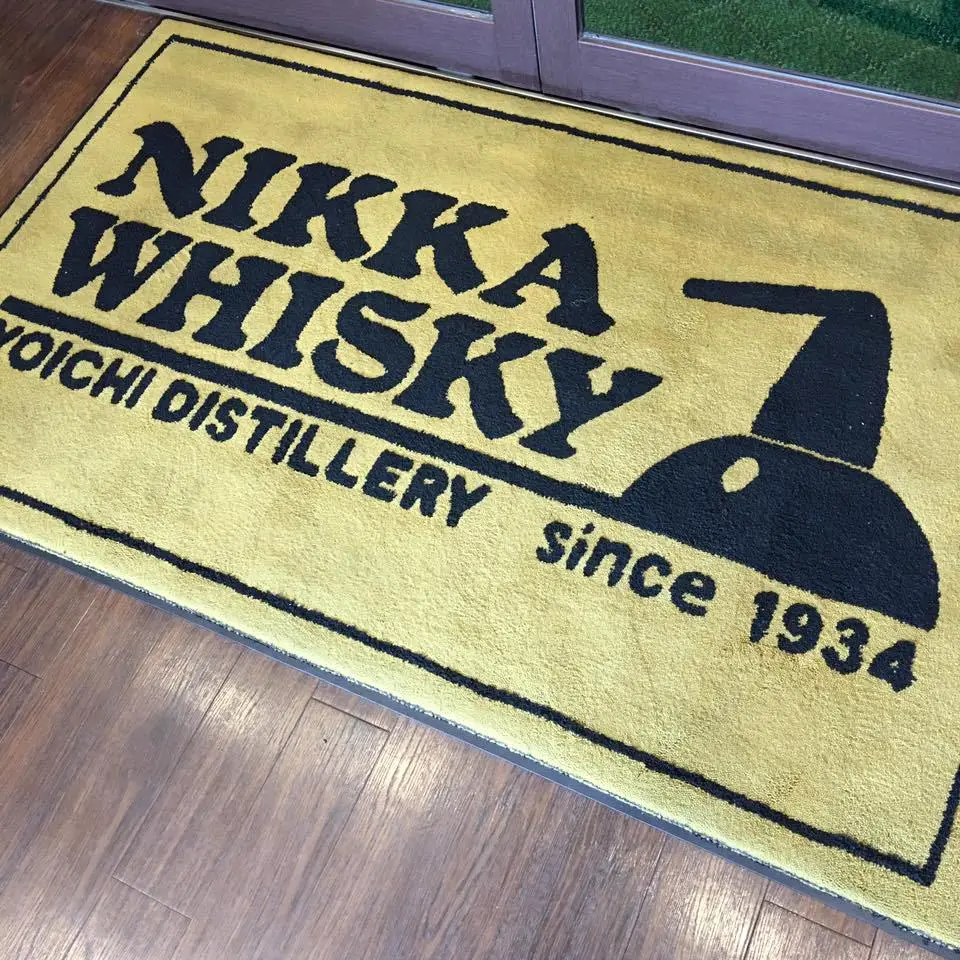 NIKKA
WHISKY
YOICHI DISTILLERY since 1934